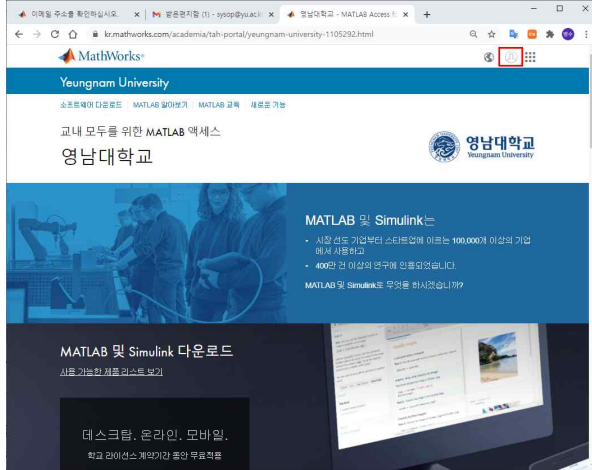 이메일 주소를 확인하십시오.
받은편지함 (1) - sysop@yu.ac.k
영남대학교 - MATLAB Access f
kr.mathworks.com/academia/tah-portal/yeungnam-university-1105292.html
MathWorks
Yeungnam University
소프트웨어 다운로드 | MATLAB 알아보기 | MATLAB 교육 | 새로운 기능
교내 모두를 위한 MATLAB 액세스
영남대학교
영남대학교
Yeungnam University
MATLAB 및 Simulink는
• 시장 선도 기업부터 스타트업에 이르는 100,000개 이상의 기업
에서 사용하고
• 400만 건 이상의 연구에 인용되었습니다.
MATLAB 및 Simulink로 무엇을 하시겠습니까?
MATLAB 및 Simulink 다운로드
사용 가능한 제품 리스트 보기
데스크탑. 온라인. 모바일.
학교 라이선스 계약기간 동안 무료적용